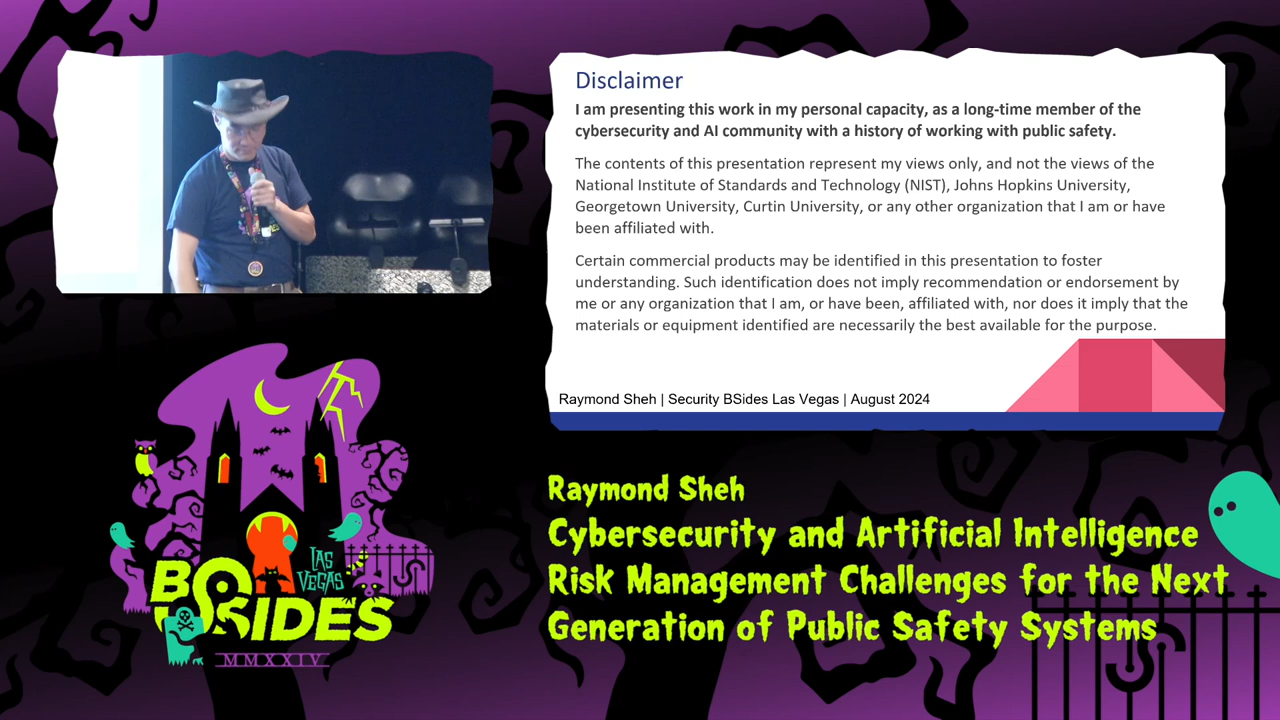 Disclaimer
I am presenting this work in my personal capacity, as a long-time member of the
cybersecurity and AI community with a history of working with public safety.
The contents of this presentation represent my views only, and not the views of the
National Institute of Standards and Technology (NIST), Johns Hopkins University,
Georgetown University, Curtin University, or any other organization that I am or have
been affiliated with.
Certain commercial products may be identified in this presentation to foster
understanding. Such identification does not imply recommendation or endorsement by
me or any organization that I am, or have been, affiliated with, nor does it imply that the
materials or equipment identified are necessarily the best available for the purpose.
Raymond Sheh | Security BSides Las Vegas | August 2024
LAS
VEGAS
BSIDES
MMXXIV
Raymond Sheh
Cybersecurity and Artificial Intelligence
Risk Management Challenges for the Next
Generation of Public Safety Systems